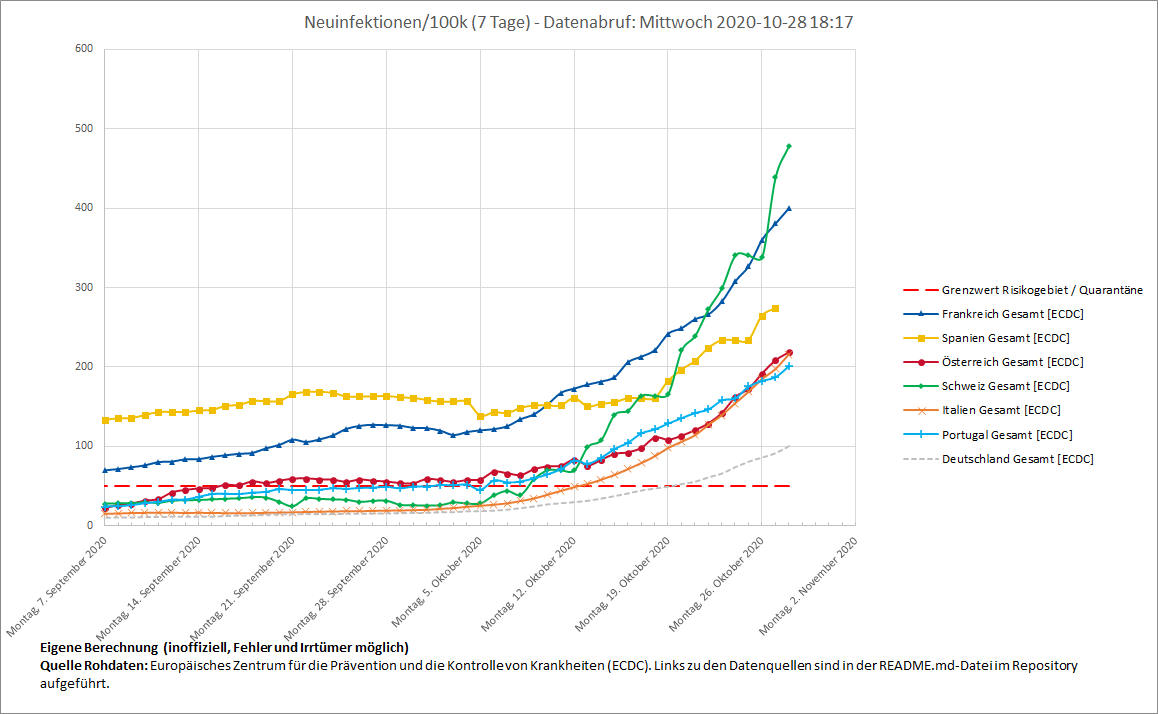 Neuinfektionen/100k (7 Tage) - Datenabruf: Mittwoch 2020-10-28 18:17
600
500
400
300
200
100
0
Montag, 7. September 2020
Montag, 14. September 2020
Montag, 21. September 2020
Montag, 28. September 2020
Montag, 5. Oktober 2020
Montag, 12. Oktober 2020
Montag, 19. Oktober 2020
Montag, 26. Oktober 2020
Montag, 2. November 2020
Grenzwert Risikogebiet / Quarantäne
Frankreich Gesamt [ECDC]
Spanien Gesamt [ECDC]
Österreich Gesamt [ECDC]
Schweiz Gesamt [ECDC]
Italien Gesamt [ECDC]
Portugal Gesamt [ECDC]
Deutschland Gesamt [ECDC]
Eigene Berechnung (inoffiziell, Fehler und Irrtümer möglich)
Quelle Rohdaten: Europäisches Zentrum für die Prävention und die Kontrolle von Krankheiten (ECDC). Links zu den Datenquellen sind in der README.md-Datei im Repository
aufgeführt.